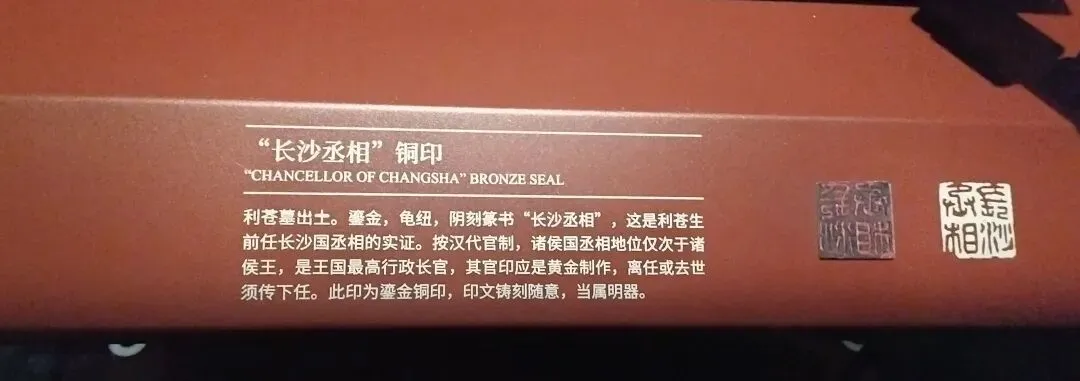 “长沙丞相”铜印
“CHANCELLOR OF CHANGSHA” BRONZE SEAL
利苍墓出土。鎏金，龟纽，阴刻篆书“长沙丞相”，这是利苍生
前任长沙国丞相的实证。按汉代官制，诸侯国丞相地位仅次于诸
侯王，是王国最高行政长官，其官印应是黄金制作，离任或去世
须传下任。此印为鎏金铜印，印文铸刻随意，当属明器。